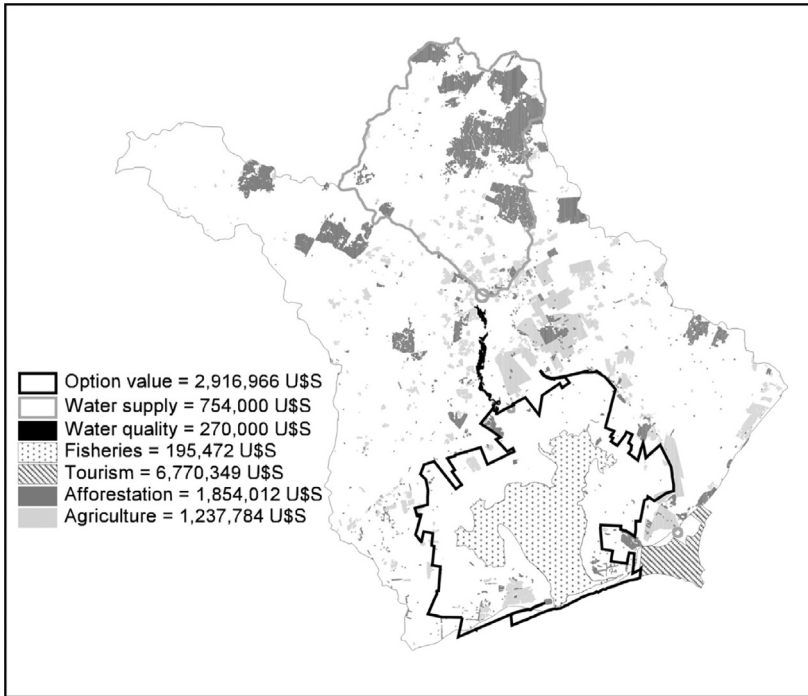 Option value = 2,916,966 U$S
Water supply = 754,000 U$S
Water quality = 270,000 U$S
Fisheries = 195,472 U$S
Tourism = 6,770,349 U$S
Afforestation = 1,854,012 U$S
Agriculture = 1,237,784 U$S